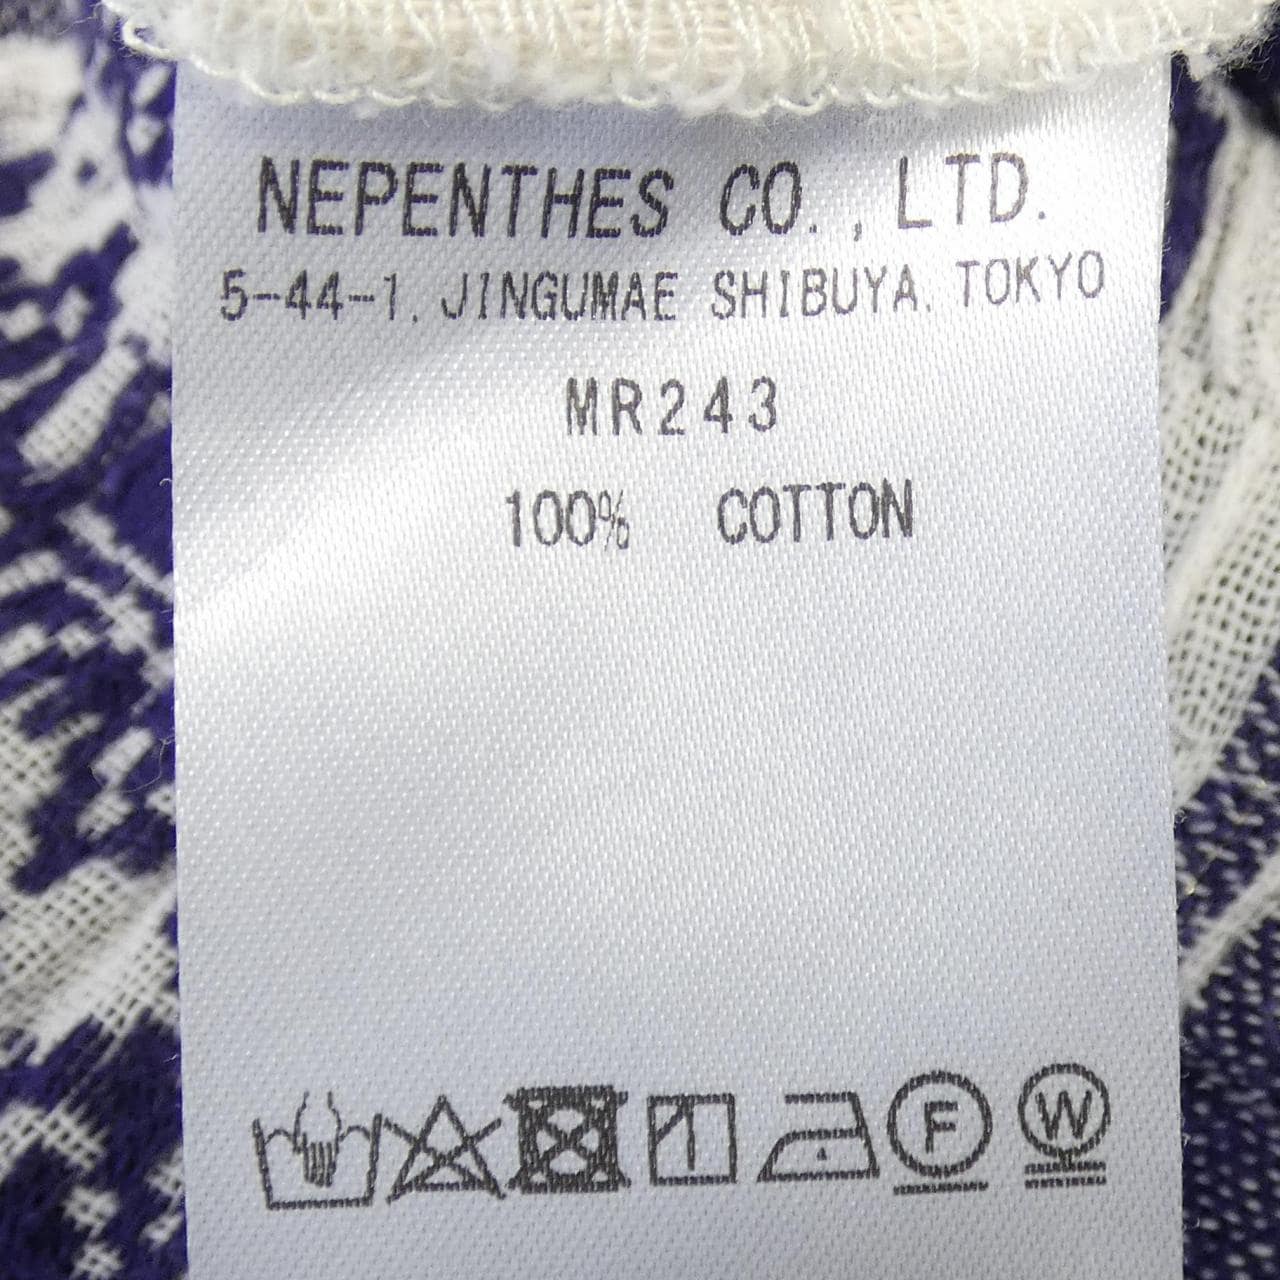 NEPENTHES CO., LTD.
5-44-1, JINGUMAE SHIBUYA, TOKYO
MR243
100% COTTON
F W